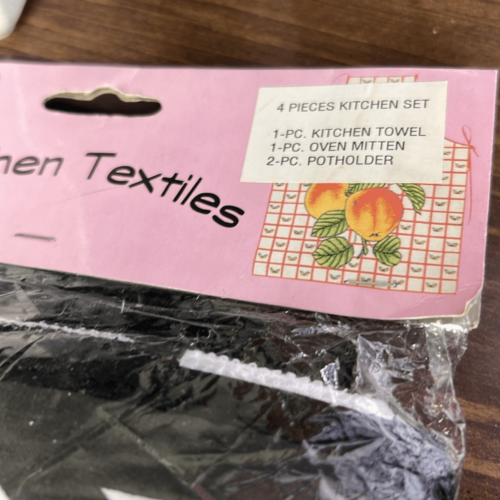 4 PIECES KITCHEN SET
1-PC. KITCHEN TOWEL
1-PC. OVEN MITTEN
2-PC. POTHOLDER
hen Textiles